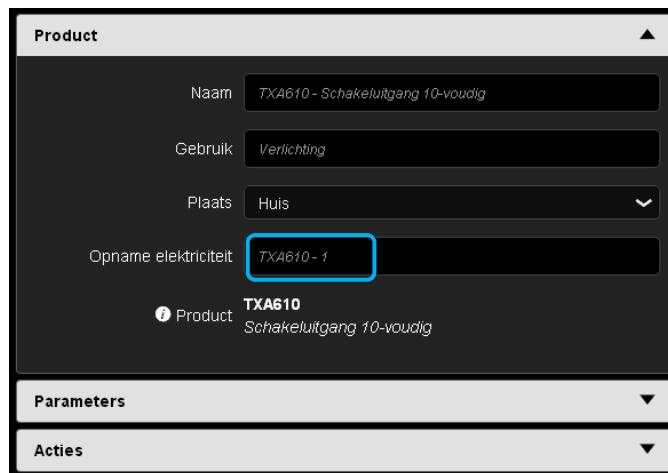 Product
Naam TXA610 - Schakeluitgang 10-voudig
Gebruik Verlichting
Plaats Huis
Opname elektriciteit TXA610 - 1
Product TXA610
Schakeluitgang 10-voudig
Parameters
Acties